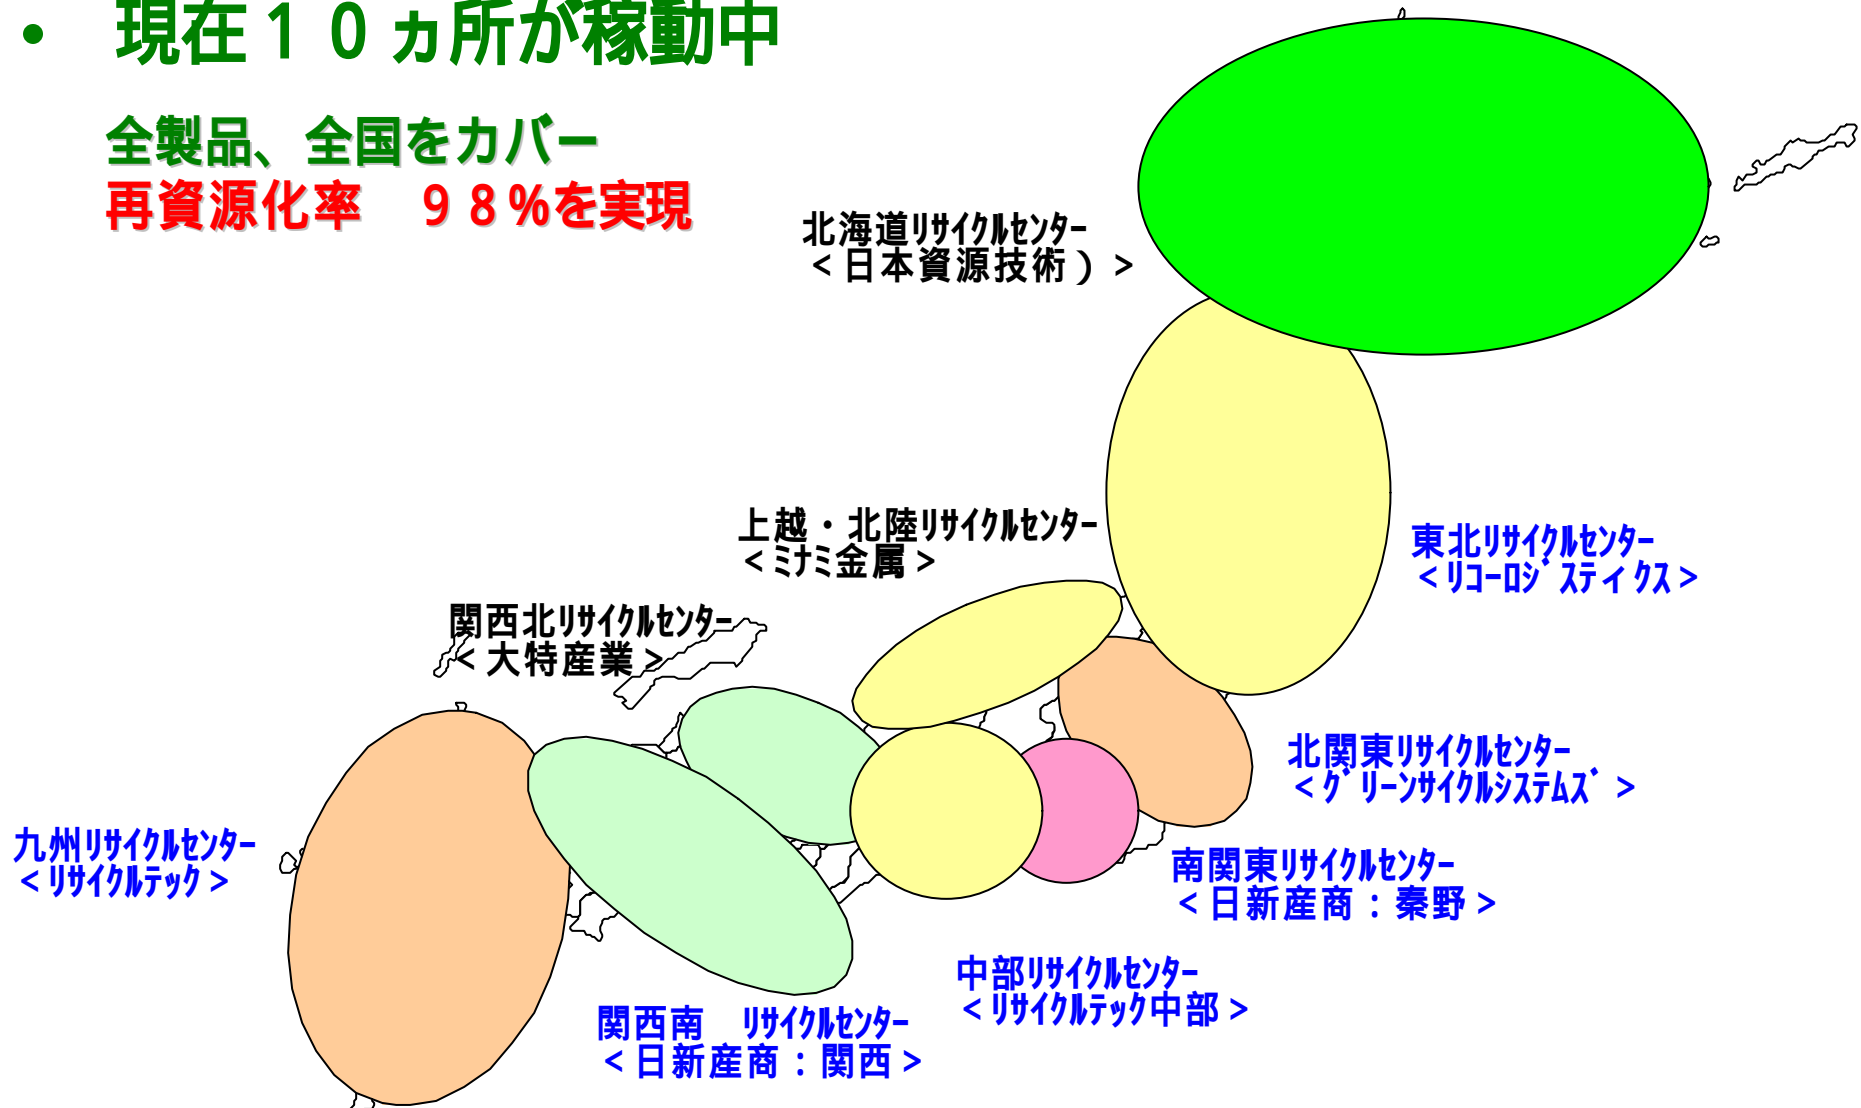 • 現在１０ヵ所が稼動中
全製品、全国をカバー
再資源化率　９８％を実現
北海道ﾘｻｲｸﾙｾﾝﾀｰ
＜日本資源技術）＞
上越・北陸ﾘｻｲｸﾙｾﾝﾀｰ
＜ﾐﾅﾐ金属＞
東北ﾘｻｲｸﾙｾﾝﾀｰ
＜ﾘｺｰﾛｼﾞｽティｸｽ＞
関西北ﾘｻｲｸﾙｾﾝﾀｰ
＜大特産業＞
北関東ﾘｻｲｸﾙｾﾝﾀｰ
＜ｸﾞﾘｰﾝｻｲｸﾙｼｽﾃﾑｽﾞ＞
九州ﾘｻｲｸﾙｾﾝﾀｰ
＜ﾘｻｲｸﾙﾃｯｸ＞
南関東ﾘｻｲｸﾙｾﾝﾀｰ
＜日新産商：秦野＞
中部ﾘｻｲｸﾙｾﾝﾀｰ
＜ﾘｻｲｸﾙﾃｯｸ中部＞
関西南　ﾘｻｲｸﾙｾﾝﾀｰ
＜日新産商：関西＞